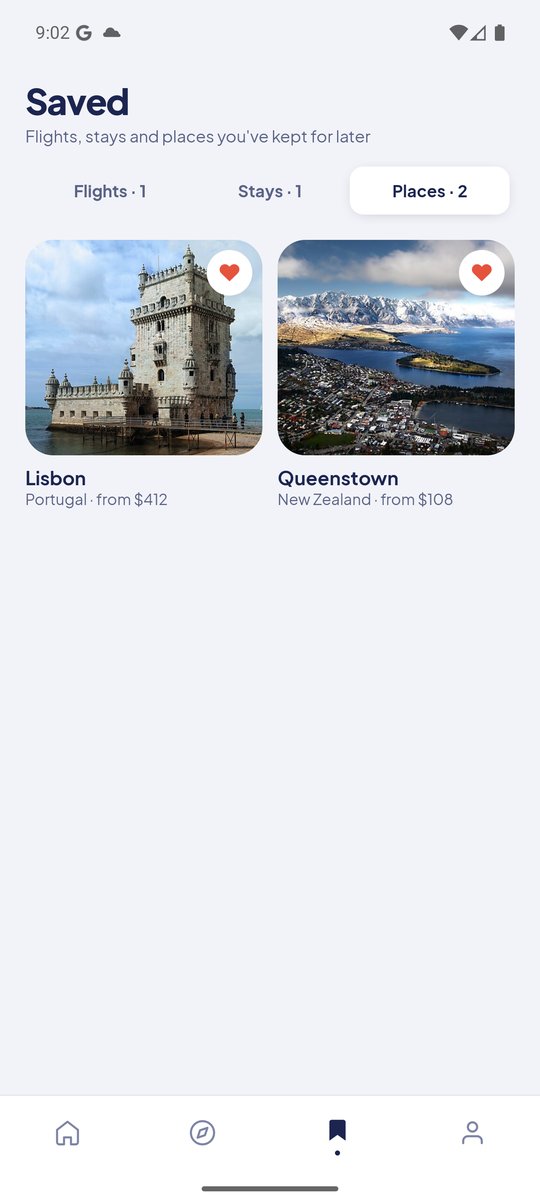 9:02
Saved
Flights, stays and places you've kept for later
Flights · 1
Stays · 1
Places · 2
Lisbon
Portugal · from $412
Queenstown
New Zealand · from $108